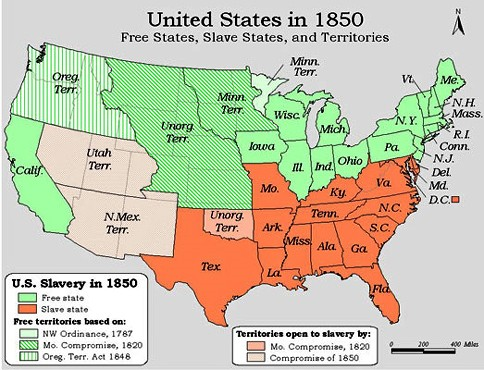 United States in 1850
Free States, Slave States, and Territories
N
Minn.
Terr.
Oreg.
Terr.
Minn.
Terr.
Vt.
Me.
Unorg.
Terr.
Wisc.
Mich.
N.Y.
N.H.
Mass.
R.I.
Conn.
N.J.
Del.
Md.
D.C.
Calif.
Utah
Terr.
Iowa
Ill.
Ind.
Ohio
Pa.
Mo.
Ky.
Va.
N.Mex.
Terr.
Unorg.
Terr.
Ark.
Tenn.
N.C.
S.C.
Tex.
La.
Miss.
Ala.
Ga.
Fla.
U.S. Slavery in 1850
Free state
Slave state
Free territories based on:
NW Ordinance, 1787
Mo. Compromise, 1820
Oreg. Terr. Act 1848
Territories open to slavery by:
Mo. Compromise, 1820
Compromise of 1850
0 200 400 Miles